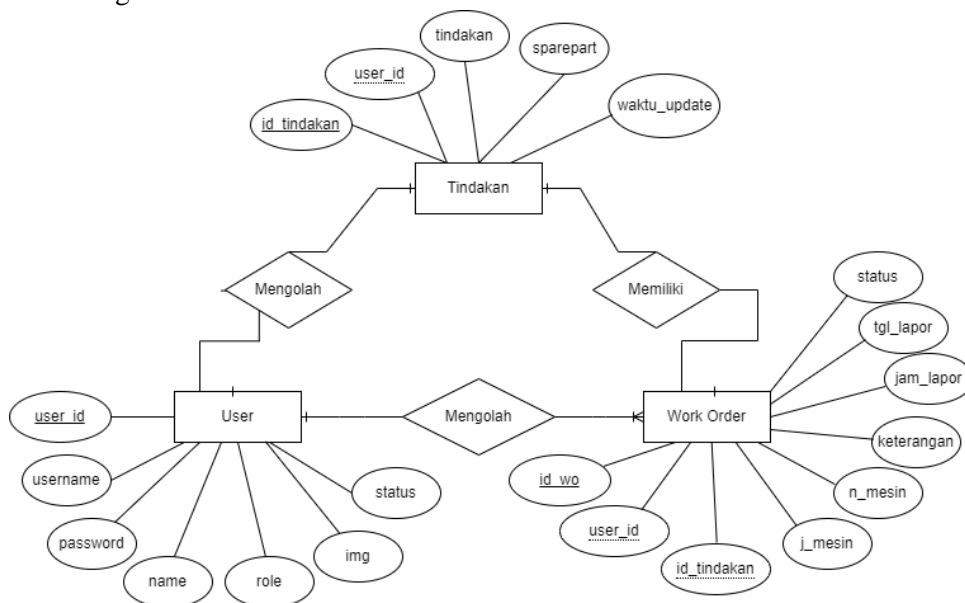 tindakan
sparepart
user_id
waktu_update
id_tindakan
Tindakan
Mengolah
Memiliki
status
tgl_lapor
jam_lapor
user_id
User
Mengolah
Work Order
keterangan
username
status
id_wo
n_mesin
password
img
user_id
j_mesin
name
role
id_tindakan